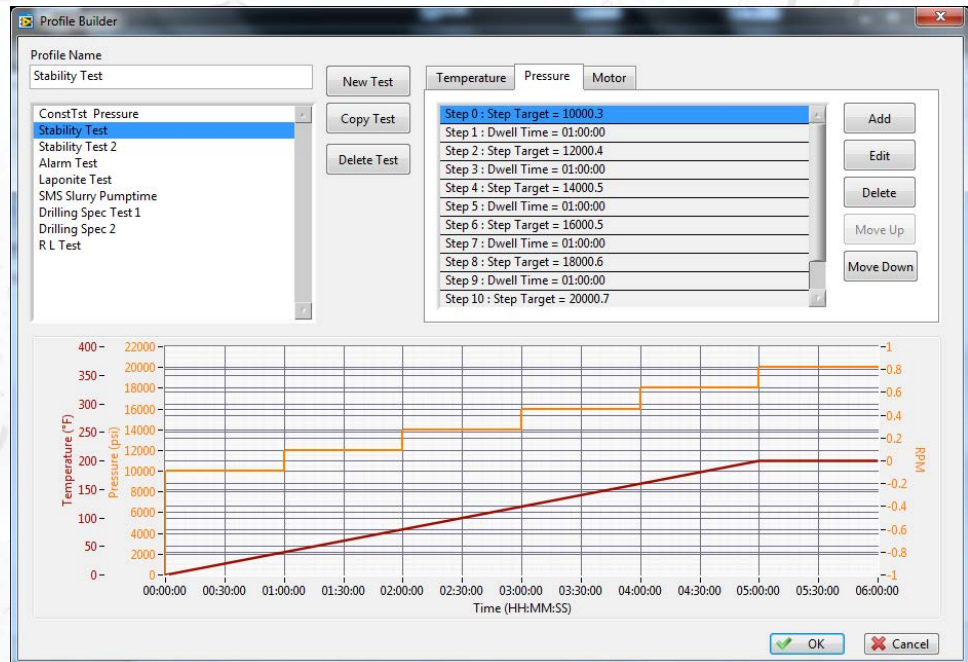 Profile Builder
Profile Name
Stability Test
New Test
Copy Test
Delete Test
ConstTst Pressure
Stability Test
Stability Test 2
Alarm Test
Laponite Test
SMS Slurry Pumptime
Drilling Spec Test 1
Drilling Spec 2
R L Test
Temperature Pressure Motor
Step 0 : Step Target = 10000.3
Step 1 : Dwell Time = 01:00:00
Step 2 : Step Target = 12000.4
Step 3 : Dwell Time = 01:00:00
Step 4 : Step Target = 14000.5
Step 5 : Dwell Time = 01:00:00
Step 6 : Step Target = 16000.5
Step 7 : Dwell Time = 01:00:00
Step 8 : Step Target = 18000.6
Step 9 : Dwell Time = 01:00:00
Step 10 : Step Target = 20000.7
Add
Edit
Delete
Move Up
Move Down
Temperature (°F)
400
350
300
250
200
150
100
50
0
Pressure (psi)
22000
20000
18000
16000
14000
12000
10000
8000
6000
4000
2000
0
1
0.8
0.6
0.4
0.2
0
-0.2
-0.4
-0.6
-0.8
-1
RPM
00:00:00 00:30:00 01:00:00 01:30:00 02:00:00 02:30:00 03:00:00 03:30:00 04:00:00 04:30:00 05:00:00 05:30:00 06:00:00
Time (HH:MM:SS)
OK Cancel